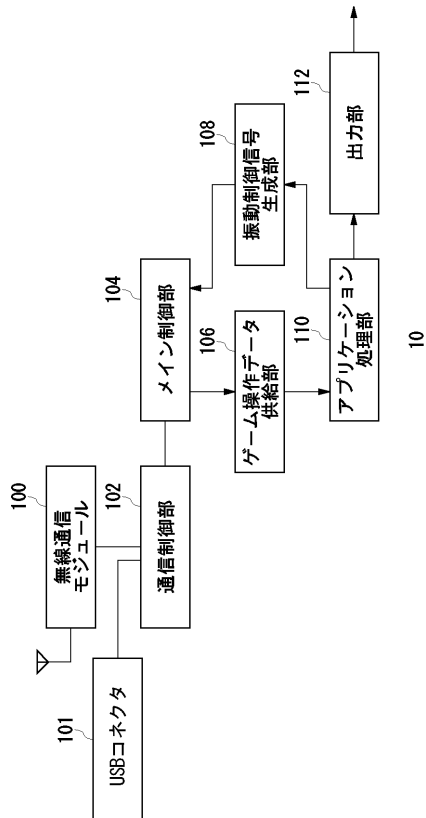 100
無線通信
モジュール
101
USBコネクタ
102
通信制御部
104
メイン制御部
106
ゲーム操作データ
供給部
108
振動制御信号
生成部
110
アプリケーション
処理部
112
出力部
10